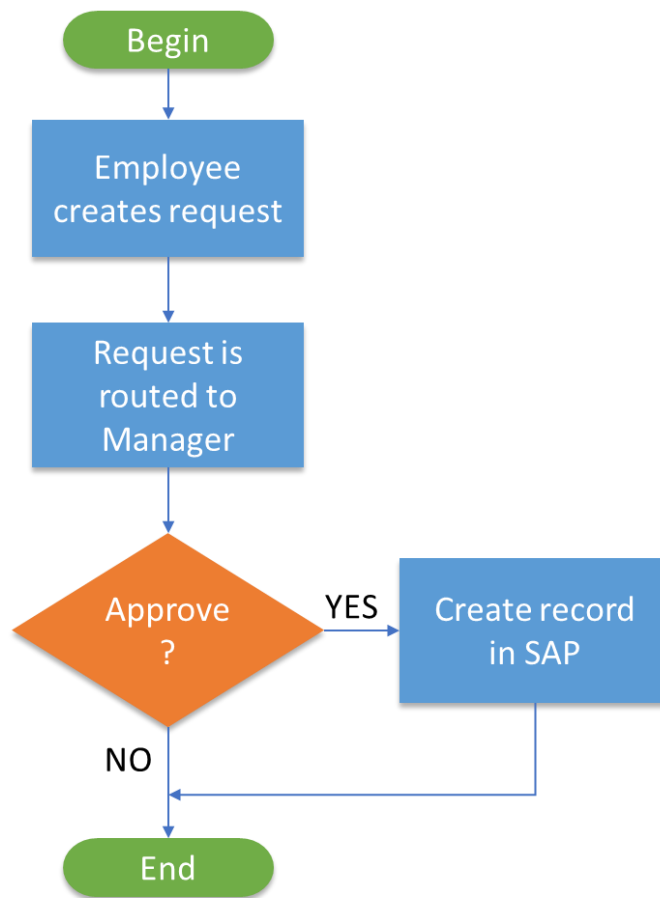 Begin
Employee
creates request
Request is
routed to
Manager
Approve
?
YES
Create record
in SAP
NO
End